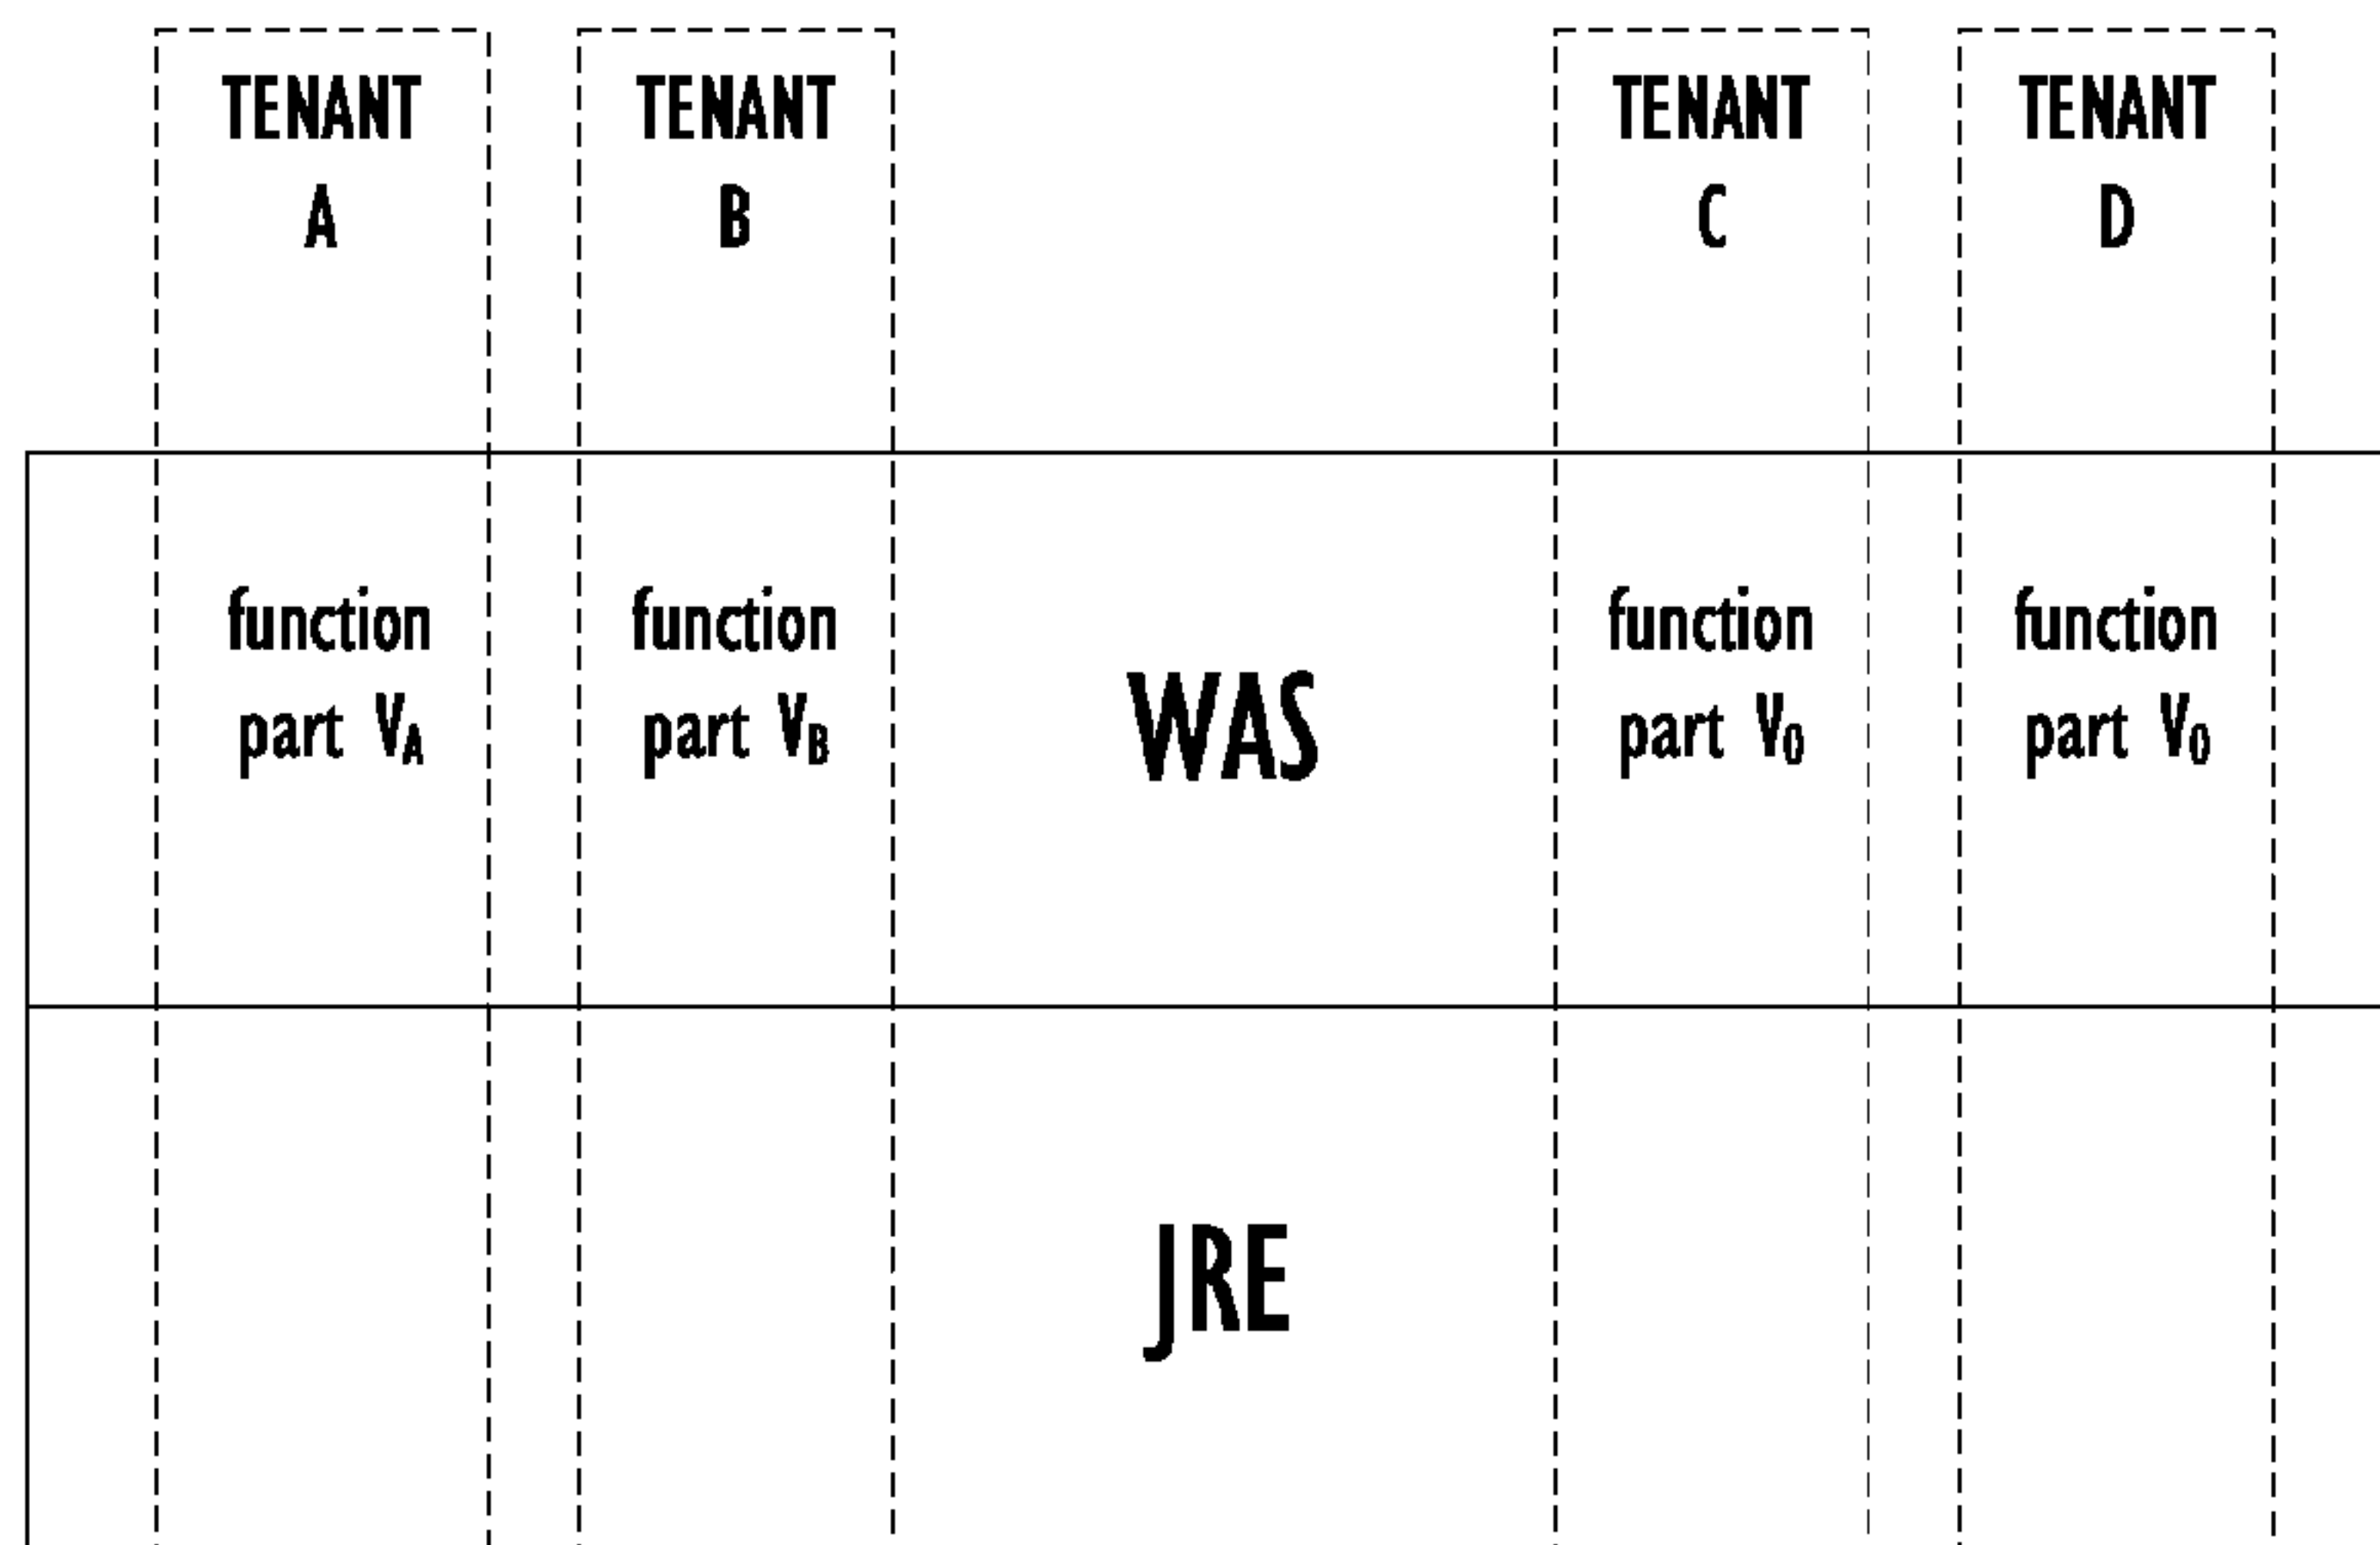 TENANT
A
TENANT
B
TENANT
C
TENANT
D
function
part VA
function
part VB
WAS
function
part V0
function
part V0
JRE